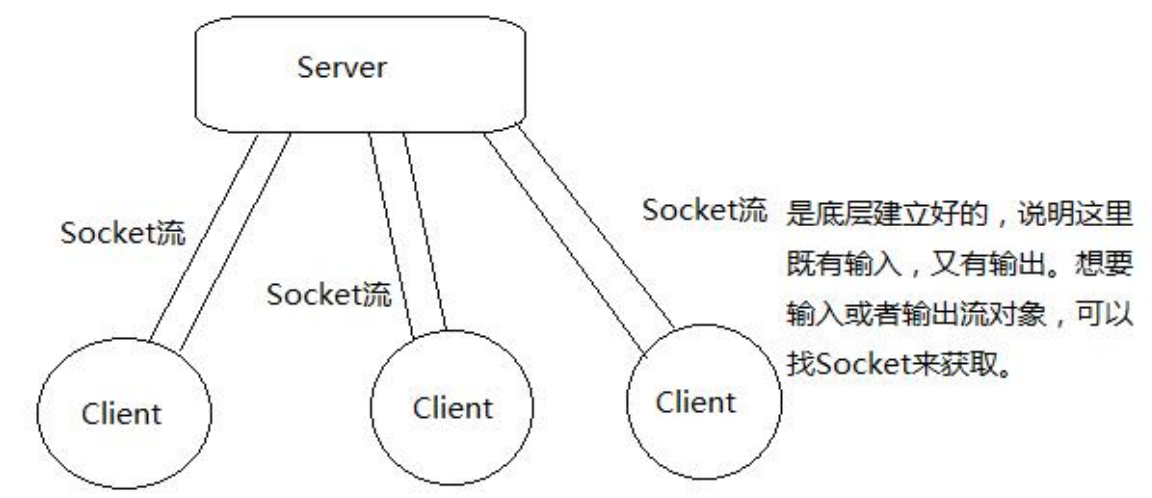 Server
Socket流
Socket流
Socket流
是底层建立好的，说明这里
既有输入，又有输出。想要
输入或者输出流对象，可以
找Socket来获取。
Client
Client
Client